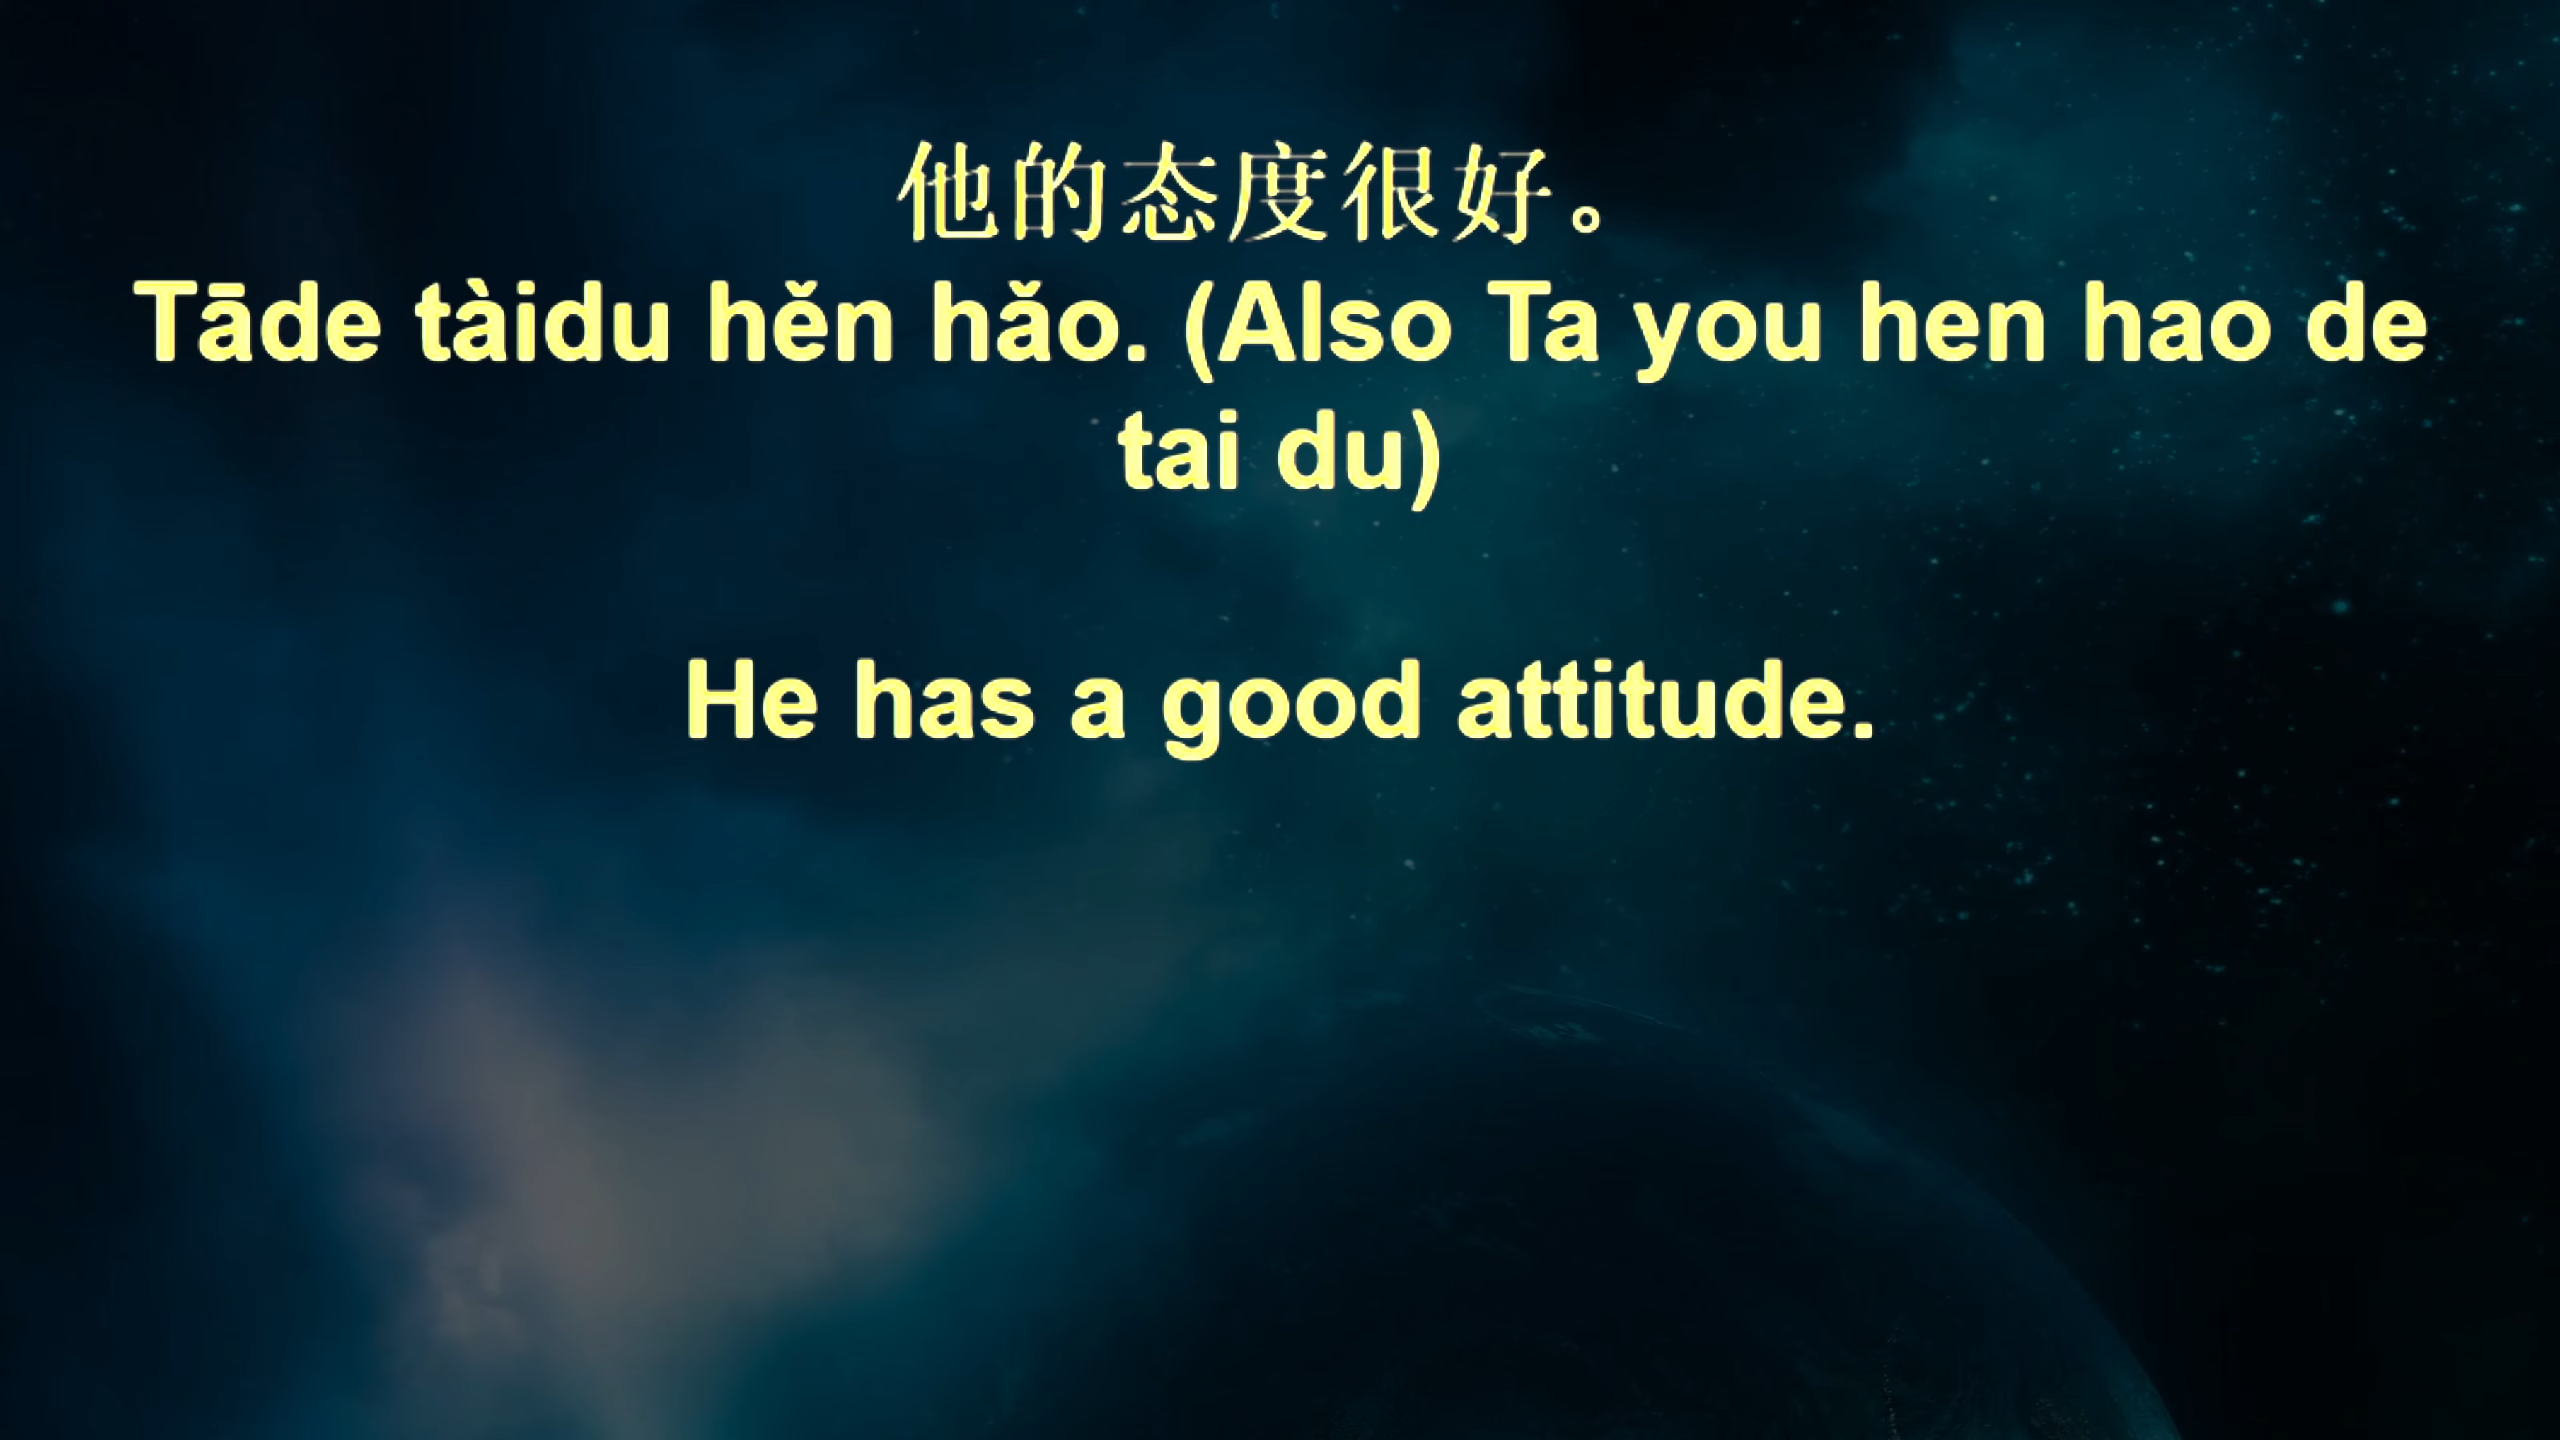 他的态度很好。
Tāde tàidu hěn hǎo. (Also Ta you hen hao de
tai du)
He has a good attitude.